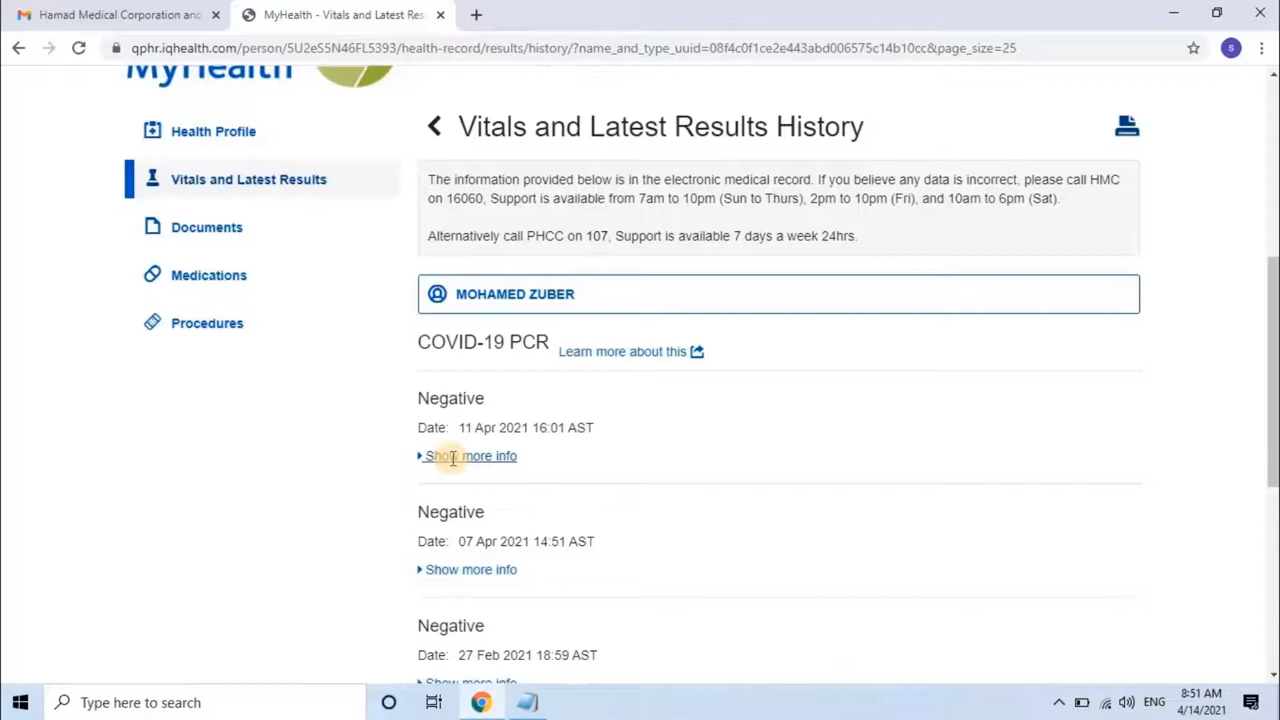 Hamad Medical Corporation and
MyHealth - Vitals and Latest Res
qphr.iqhealth.com/person/5U2eS5N46FL5393/health-record/results/history/?name_and_type_uuid=08f4c0f1ce2e443abd006575c14b10cc&page_size=25
S
MyHealth
Health Profile
Vitals and Latest Results
Documents
Medications
Procedures
Vitals and Latest Results History
The information provided below is in the electronic medical record. If you believe any data is incorrect, please call HMC
on 16060, Support is available from 7am to 10pm (Sun to Thurs), 2pm to 10pm (Fri), and 10am to 6pm (Sat).
Alternatively call PHCC on 107, Support is available 7 days a week 24hrs.
MOHAMED ZUBER
COVID-19 PCR Learn more about this
Negative
Date: 11 Apr 2021 16:01 AST
Show more info
Negative
Date: 07 Apr 2021 14:51 AST
Show more info
Negative
Date: 27 Feb 2021 18:59 AST
Show more info
Type here to search
ENG
8:51 AM
4/14/2021